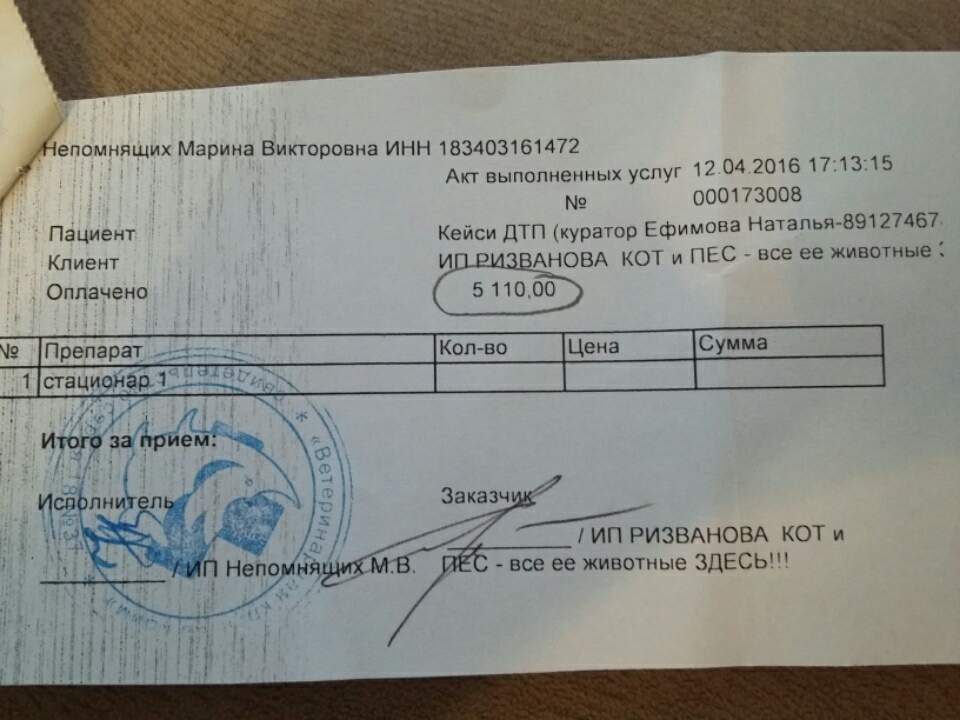 Непомнящих Марина Викторовна ИНН 183403161472
Акт выполненных услуг 12.04.2016 17:13:15
№ 000173008
Пациент Кейси ДТП (куратор Ефимова Наталья-89127467
Клиент ИП РИЗВАНОВА КОТ и ПЕС - все ее животные
Оплачено 5 110,00
№ Препарат Кол-во Цена Сумма
1 стационар 1
Итого за прием:
Исполнитель Заказчик
/ ИП Непомнящих М.В. / ИП РИЗВАНОВА КОТ и
ПЕС - все ее животные ЗДЕСЬ!!!